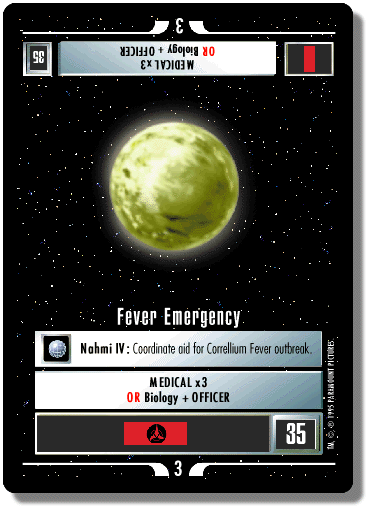 3
MEDICAL x3
OR Biology + OFFICER
35
Fever Emergency
Nahmi IV: Coordinate aid for Correllium Fever outbreak.
MEDICAL x3
OR Biology + OFFICER
35
3
TM, ©, ® 1995 PARAMOUNT PICTURES